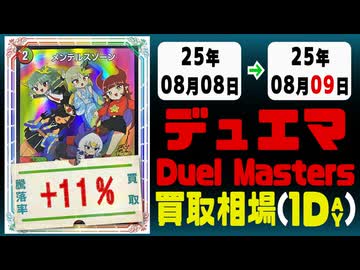 2
メンデルスゾーン
騰落率
+11%
買取
25年
08月08日
25年
08月09日
デュエマ
Duel Masters
買取相場(1D)